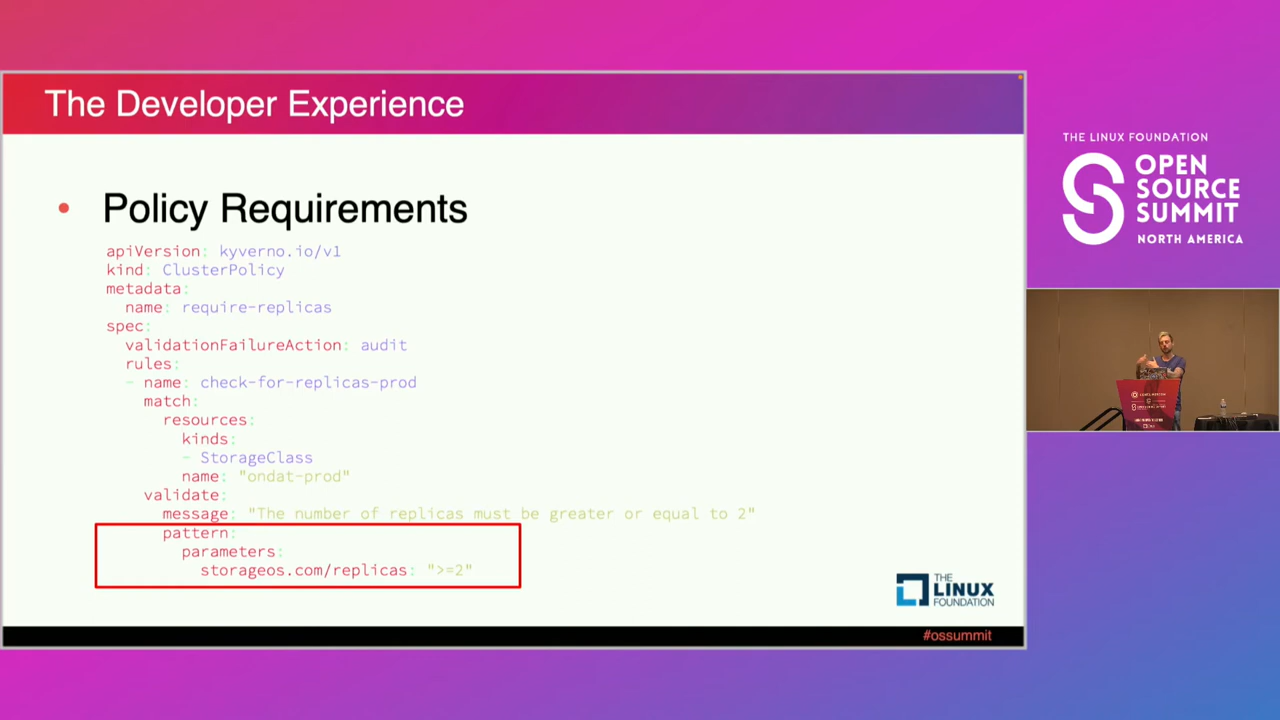 The Developer Experience
• Policy Requirements
apiVersion: kyverno.io/v1
kind: ClusterPolicy
metadata:
  name: require-replicas
spec:
  validationFailureAction: audit
  rules:
  - name: check-for-replicas-prod
    match:
      resources:
        kinds:
        - StorageClass
        name: "ondat-prod"
    validate:
      message: "The number of replicas must be greater or equal to 2"
      pattern:
        parameters:
          storageos.com/replicas: ">=2"
THE
LINUX
FOUNDATION
#ossummit
THE LINUX FOUNDATION
OPEN
SOURCE
SUMMIT
NORTH AMERICA